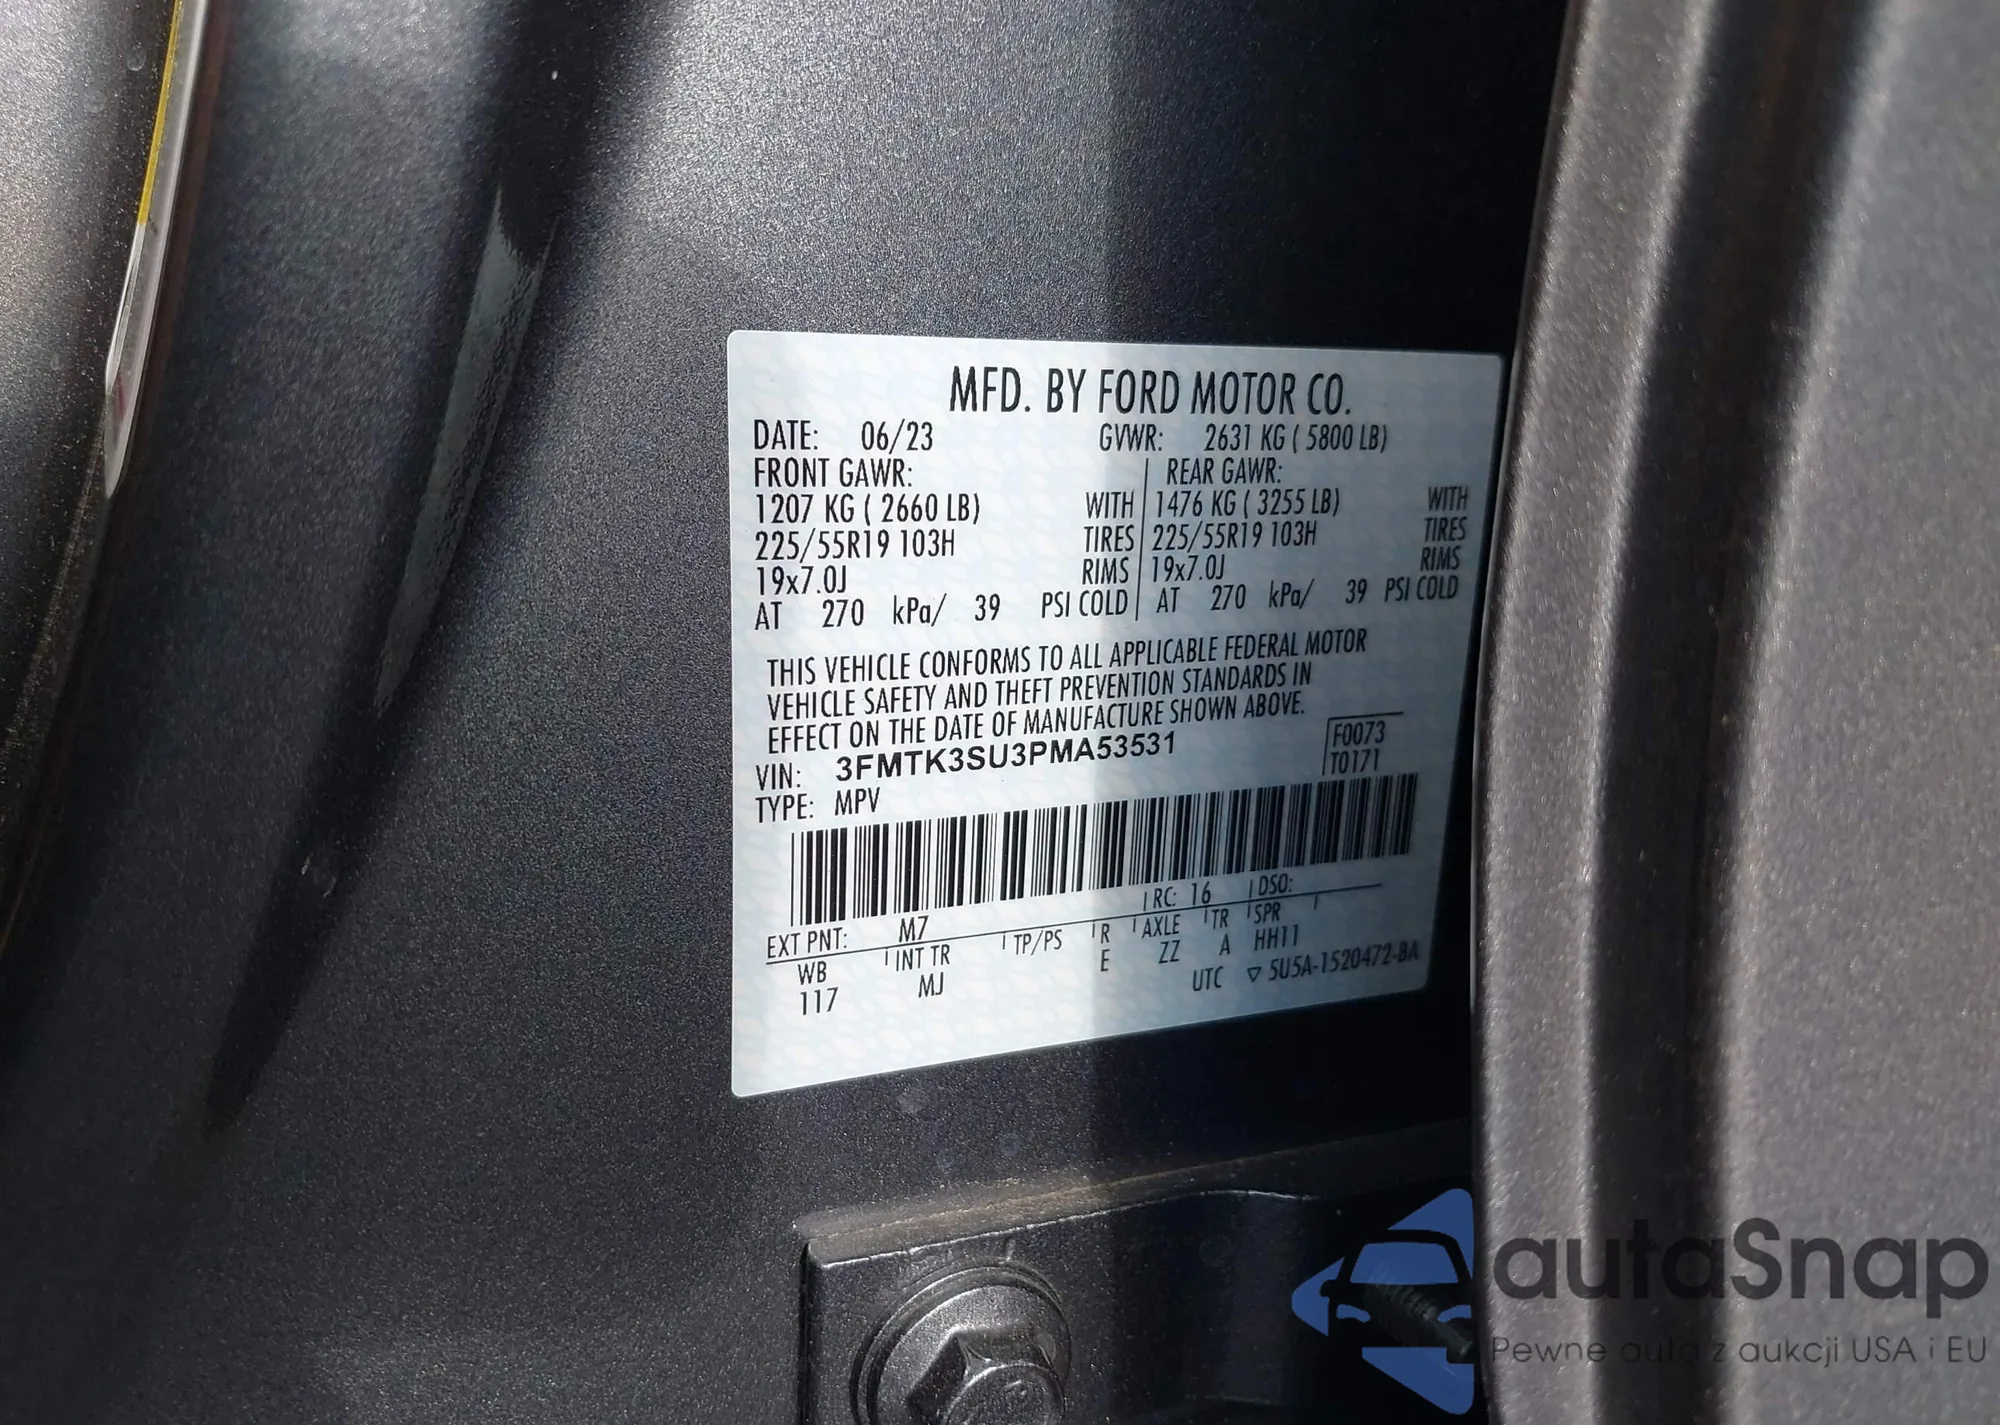 MFD. BY FORD MOTOR CO.
DATE: 06/23 GVWR: 2631 KG ( 5800 LB)
FRONT GAWR: REAR GAWR:
1207 KG ( 2660 LB) WITH 1476 KG ( 3255 LB) WITH
225/55R19 103H TIRES 225/55R19 103H TIRES
19x7.0J RIMS 19x7.0J RIMS
AT 270 kPa/ 39 PSI COLD AT 270 kPa/ 39 PSI COLD
THIS VEHICLE CONFORMS TO ALL APPLICABLE FEDERAL MOTOR
VEHICLE SAFETY AND THEFT PREVENTION STANDARDS IN
EFFECT ON THE DATE OF MANUFACTURE SHOWN ABOVE.
VIN: 3FMTK3SU3PMA53531 F0073
TYPE: MPV T0171
EXT PNT: M7 RC: 16 DSO:
WB INT TR TP/PS R AXLE TR SPR
117 MJ E ZZ A HH11
UTC ▽ 5U5A-1520472-BA
autaSnap
Pewne auta z aukcji USA i EU